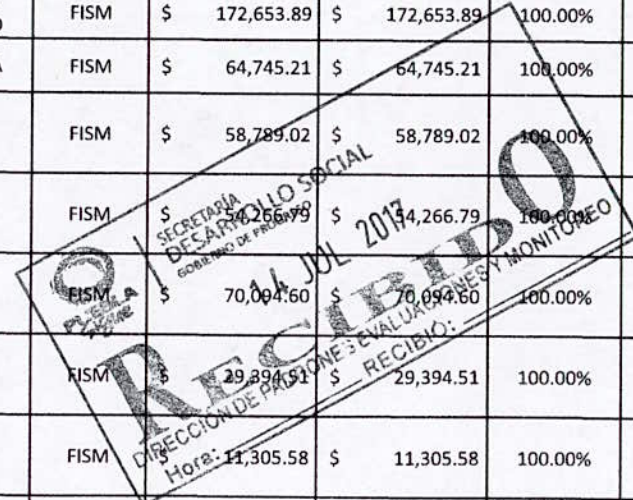 FISM $ 172,653.89 $ 172,653.89 100.00%
FISM $ 64,745.21 $ 64,745.21 100.00%
FISM $ 58,789.02 $ 58,789.02 100.00%
FISM $ 54,266.79 $ 54,266.79 100.00%
FISM $ 70,094.60 $ 70,094.60 100.00%
FISM $ 29,394.51 $ 29,394.51 100.00%
FISM $ 11,305.58 $ 11,305.58 100.00%
PUEBLA
SECRETARÍA
DESARROLLO SOCIAL
GOBIERNO DE PROGRESO
14 JUL 2017
RECIBIDO
DIRECCIÓN DE PADRONES EVALUACIONES Y MONITOREO
Hora: RECIBIÓ: